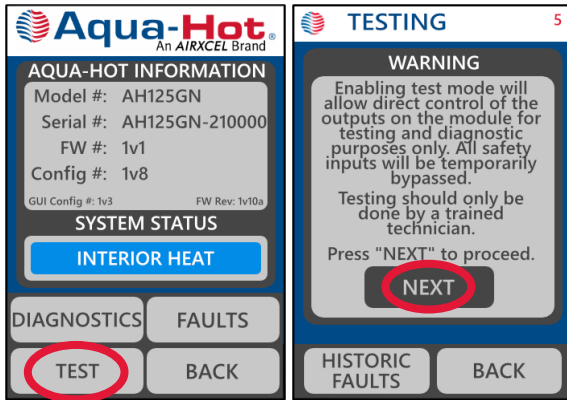 Aqua-Hot®
An AIRXCEL Brand
AQUA-HOT INFORMATION
Model #: AH125GN
Serial #: AH125GN-210000
FW #: 1v1
Config #: 1v8
GUI Config #: 1v3 FW Rev: 1v10a
SYSTEM STATUS
INTERIOR HEAT
DIAGNOSTICS FAULTS
TEST BACK
TESTING 5
WARNING
Enabling test mode will
allow direct control of the
outputs on the module for
testing and diagnostic
purposes only. All safety
inputs will be temporarily
bypassed.
Testing should only be
done by a trained
technician.
Press "NEXT" to proceed.
NEXT
HISTORIC
FAULTS
BACK